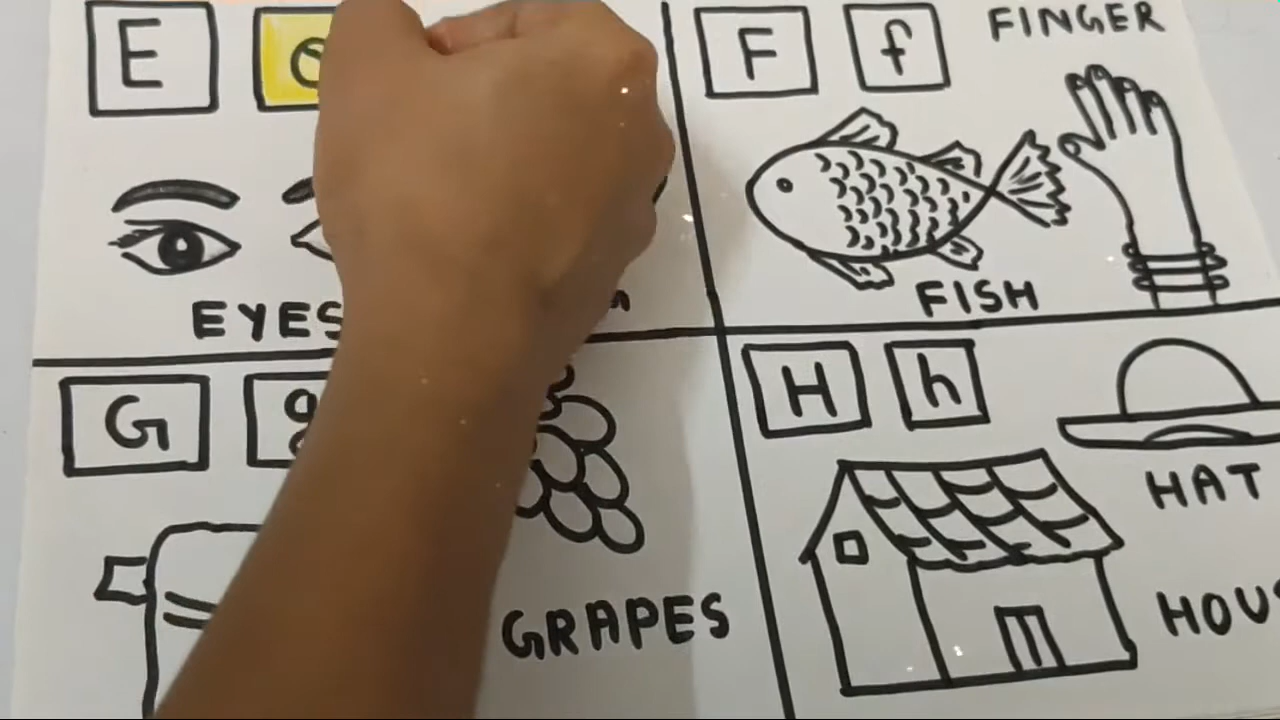 E
F f FINGER
EYES
FISH
G g
H h
HAT
GRAPES